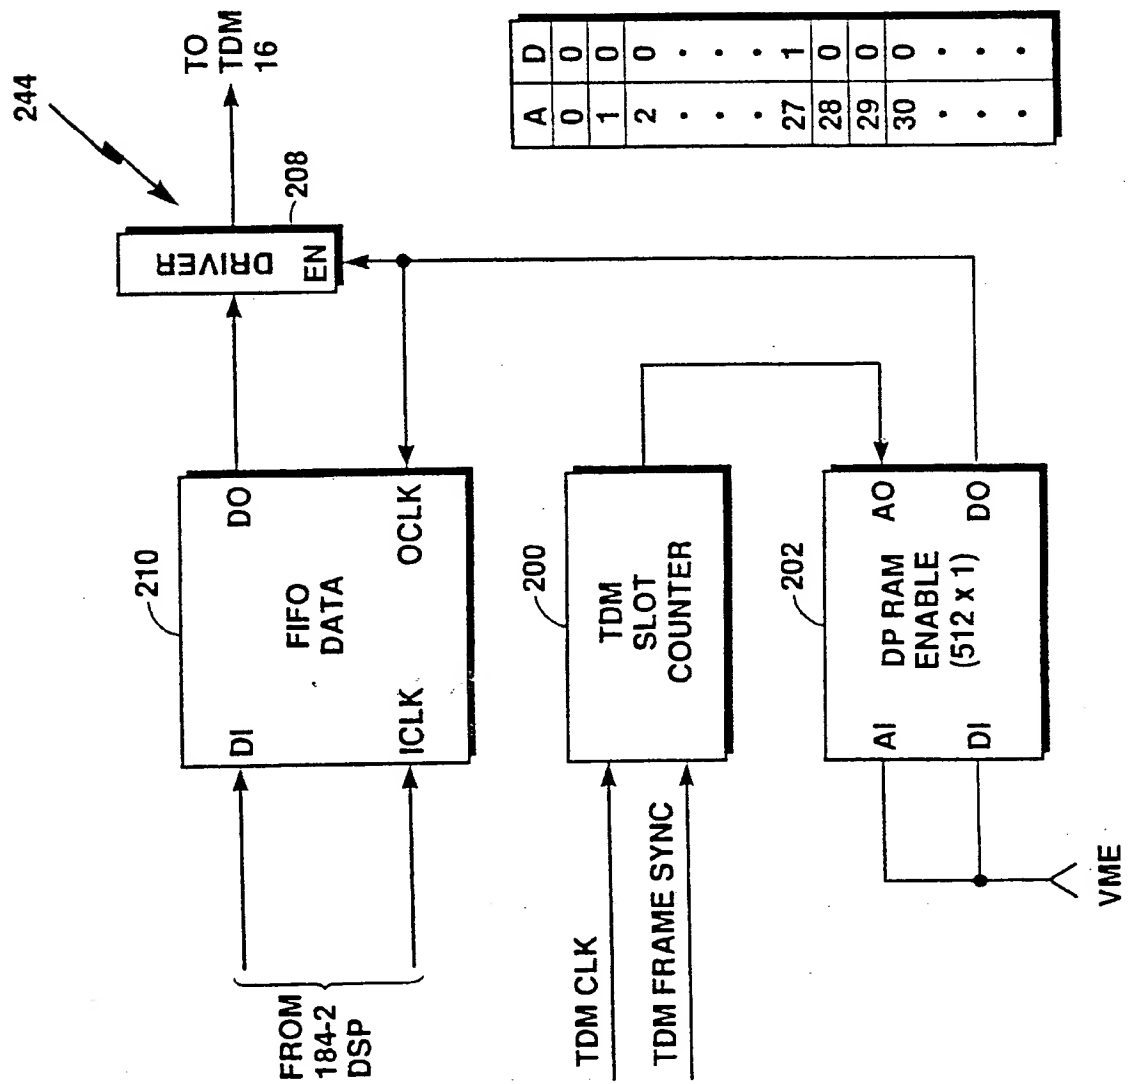 244
TO
TDM
16
DRIVER
EN
208
210
DI
DO
FIFO
DATA
ICLK
OCLK
FROM
184-2
DSP
200
TDM
SLOT
COUNTER
TDM CLK
TDM FRAME SYNC
202
AI
AO
DP RAM
ENABLE
(512 x 1)
DI
DO
VME
A D
0 0
1 0
2 0
· ·
· ·
· ·
27 1
28 0
29 0
30 0
· ·
· ·
· ·